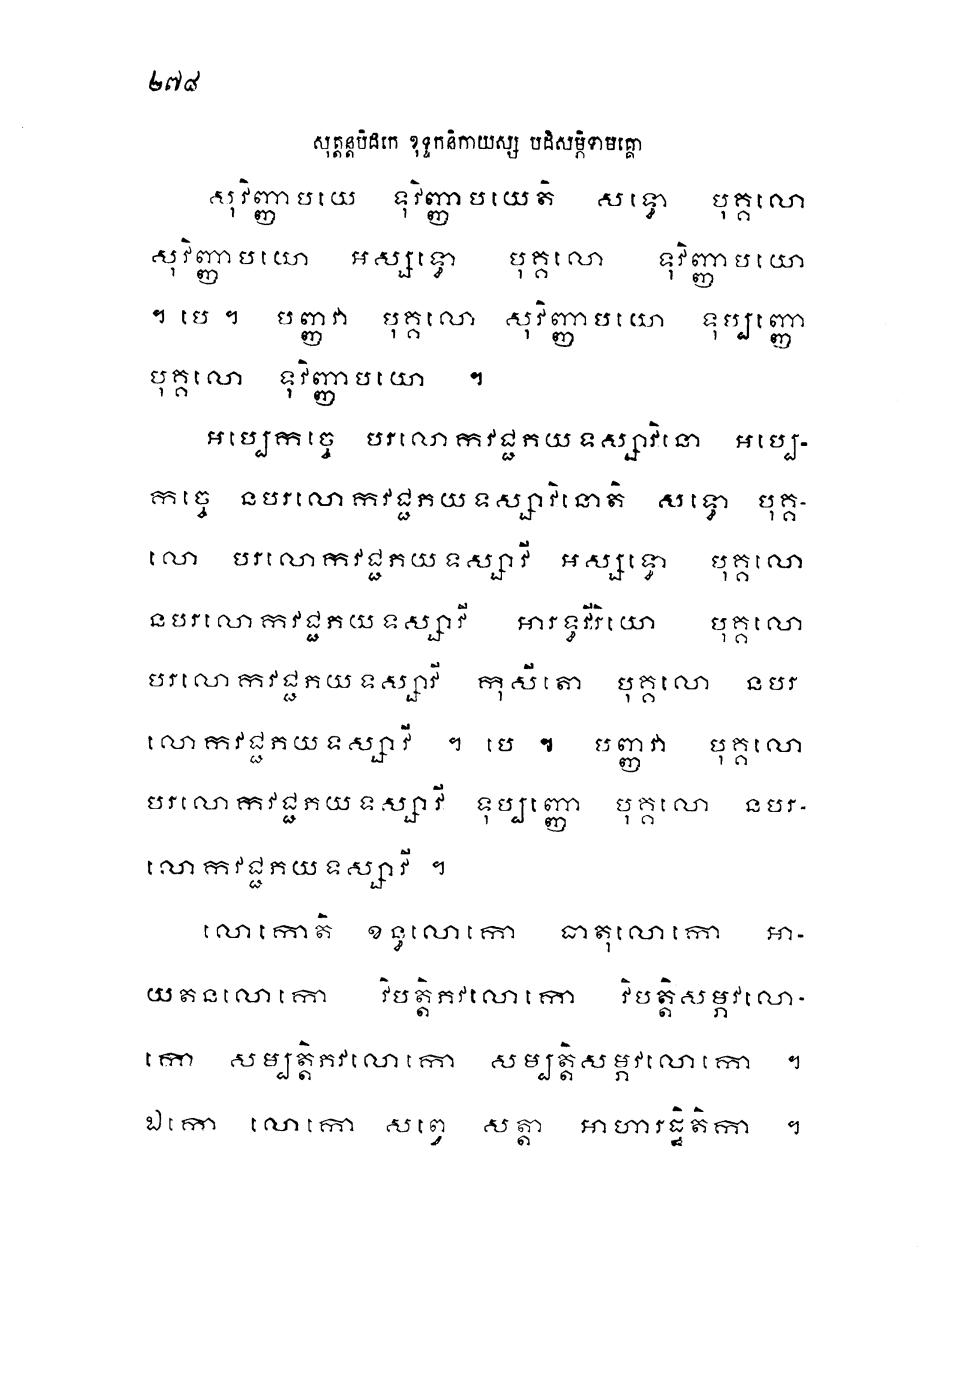 ២៧៨
សុត្តន្តបិដកេ ខុទ្ទកនិកាយស្ស បដិសម្ភិទាមគ្គោ
សុវិញ្ញាបយេ ទុវិញ្ញាបយេតិ សទ្ធោ បុគ្គលោ
សុវិញ្ញាបយោ អស្សទ្ធោ បុគ្គលោ ទុវិញ្ញាបយោ
។ បេ ។ បញ្ញវា បុគ្គលោ សុវិញ្ញាបយោ ទុប្បញ្ញោ
បុគ្គលោ ទុវិញ្ញាបយោ ។
អប្បេកច្ចេ បរលោកវជ្ជភយទស្សាវិនោ អប្បេ-
កច្ចេ នបរលោកវជ្ជភយទស្សាវិនោតិ សទ្ធោ បុគ្គ-
លោ បរលោកវជ្ជភយទស្សាវី អស្សទ្ធោ បុគ្គលោ
នបរលោកវជ្ជភយទស្សាវី អារទ្ធវីរិយោ បុគ្គលោ
បរលោកវជ្ជភយទស្សាវី កុសីតោ បុគ្គលោ នបរ
លោកវជ្ជភយទស្សាវី ។ បេ ។ បញ្ញវា បុគ្គលោ
បរលោកវជ្ជភយទស្សាវី ទុប្បញ្ញោ បុគ្គលោ នបរ-
លោកវជ្ជភយទស្សាវី ។
លោកោតិ ខន្ធលោកោ ធាតុលោកោ អា-
យតនលោកោ វិបត្តិភវលោកោ វិបត្តិសម្ភវលោ-
កោ សម្បត្តិភវលោកោ សម្បត្តិសម្ភវលោកោ ។
ឯកោ លោកោ សព្វេ សត្តា អាហារដ្ឋិតិកា ។